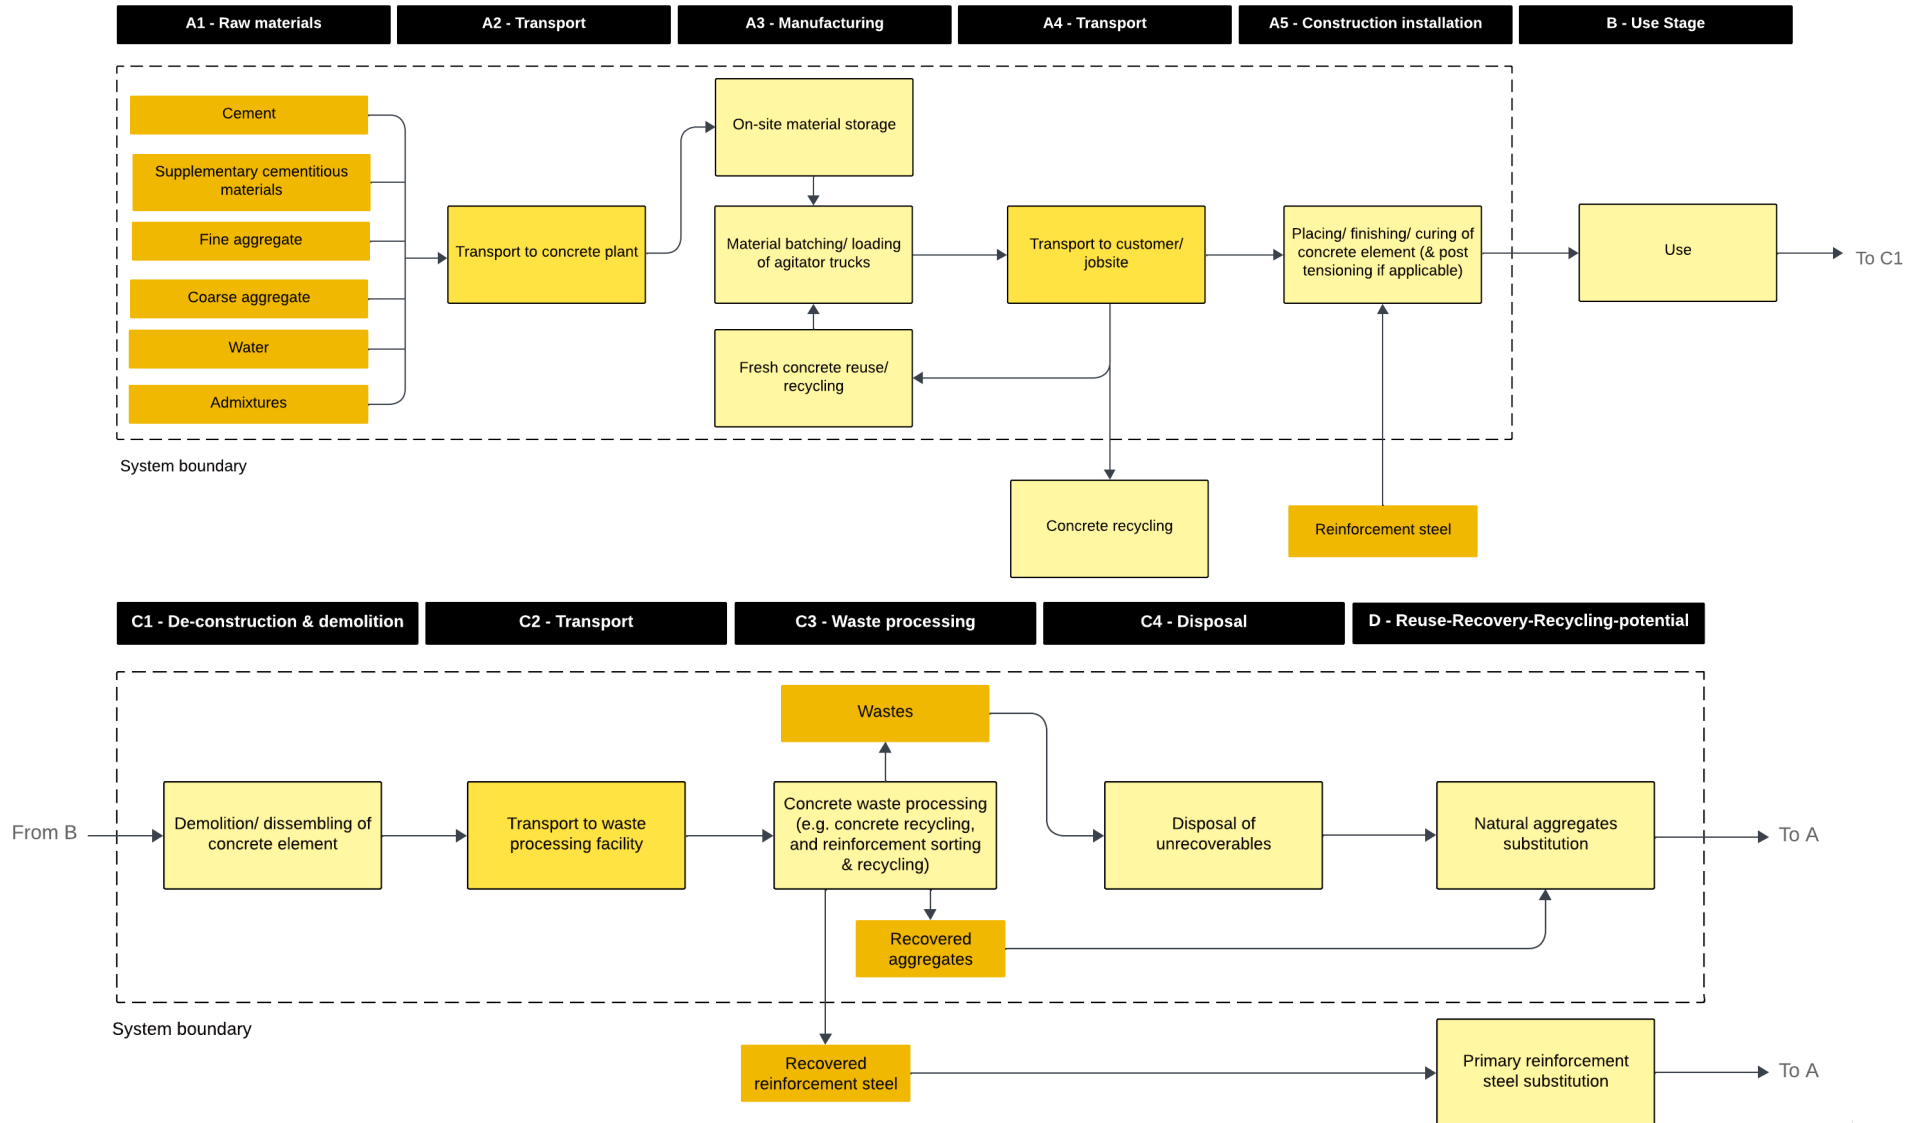 A1 - Raw materials
A2 - Transport
A3 - Manufacturing
A4 - Transport
A5 - Construction installation
B - Use Stage
Cement
Supplementary cementitious
materials
Fine aggregate
Coarse aggregate
Water
Admixtures
Transport to concrete plant
On-site material storage
Material batching/ loading
of agitator trucks
Fresh concrete reuse/
recycling
Transport to customer/
jobsite
Placing/ finishing/ curing of
concrete element (& post
tensioning if applicable)
Use
To C1
System boundary
Concrete recycling
Reinforcement steel
C1 - De-construction & demolition
C2 - Transport
C3 - Waste processing
C4 - Disposal
D - Reuse-Recovery-Recycling-potential
From B
Demolition/ dissembling of
concrete element
Transport to waste
processing facility
Wastes
Concrete waste processing
(e.g. concrete recycling,
and reinforcement sorting
& recycling)
Recovered
aggregates
Disposal of
unrecoverables
Natural aggregates
substitution
To A
System boundary
Recovered
reinforcement steel
Primary reinforcement
steel substitution
To A